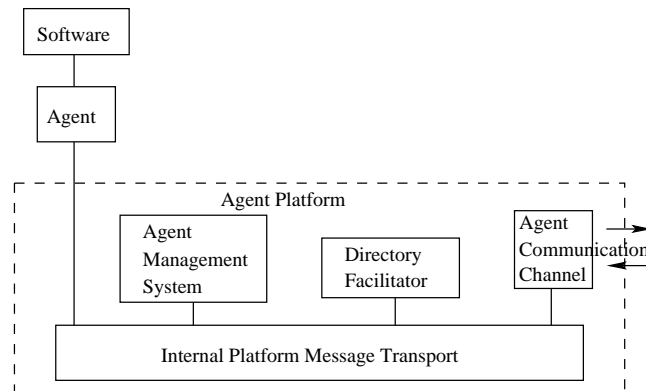 Software
Agent
Agent Platform
Agent
Management
System
Directory
Facilitator
Agent
Communication
Channel
Internal Platform Message Transport